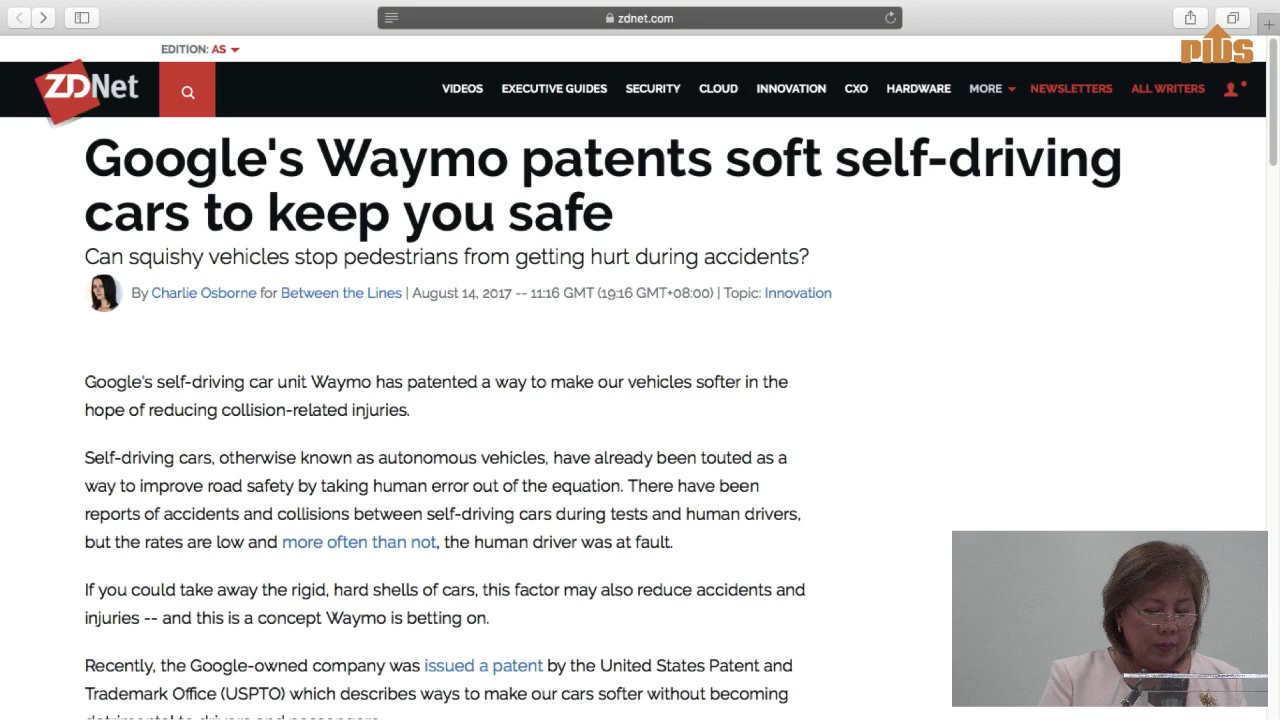 zdnet.com
EDITION: AS
PIDS
ZDNet
VIDEOS EXECUTIVE GUIDES SECURITY CLOUD INNOVATION CXO HARDWARE MORE NEWSLETTERS ALL WRITERS
Google's Waymo patents soft self-driving
cars to keep you safe
Can squishy vehicles stop pedestrians from getting hurt during accidents?
By Charlie Osborne for Between the Lines | August 14, 2017 -- 11:16 GMT (19:16 GMT+08:00) | Topic: Innovation
Google's self-driving car unit Waymo has patented a way to make our vehicles softer in the
hope of reducing collision-related injuries.
Self-driving cars, otherwise known as autonomous vehicles, have already been touted as a
way to improve road safety by taking human error out of the equation. There have been
reports of accidents and collisions between self-driving cars during tests and human drivers,
but the rates are low and more often than not, the human driver was at fault.
If you could take away the rigid, hard shells of cars, this factor may also reduce accidents and
injuries -- and this is a concept Waymo is betting on.
Recently, the Google-owned company was issued a patent by the United States Patent and
Trademark Office (USPTO) which describes ways to make our cars softer without becoming